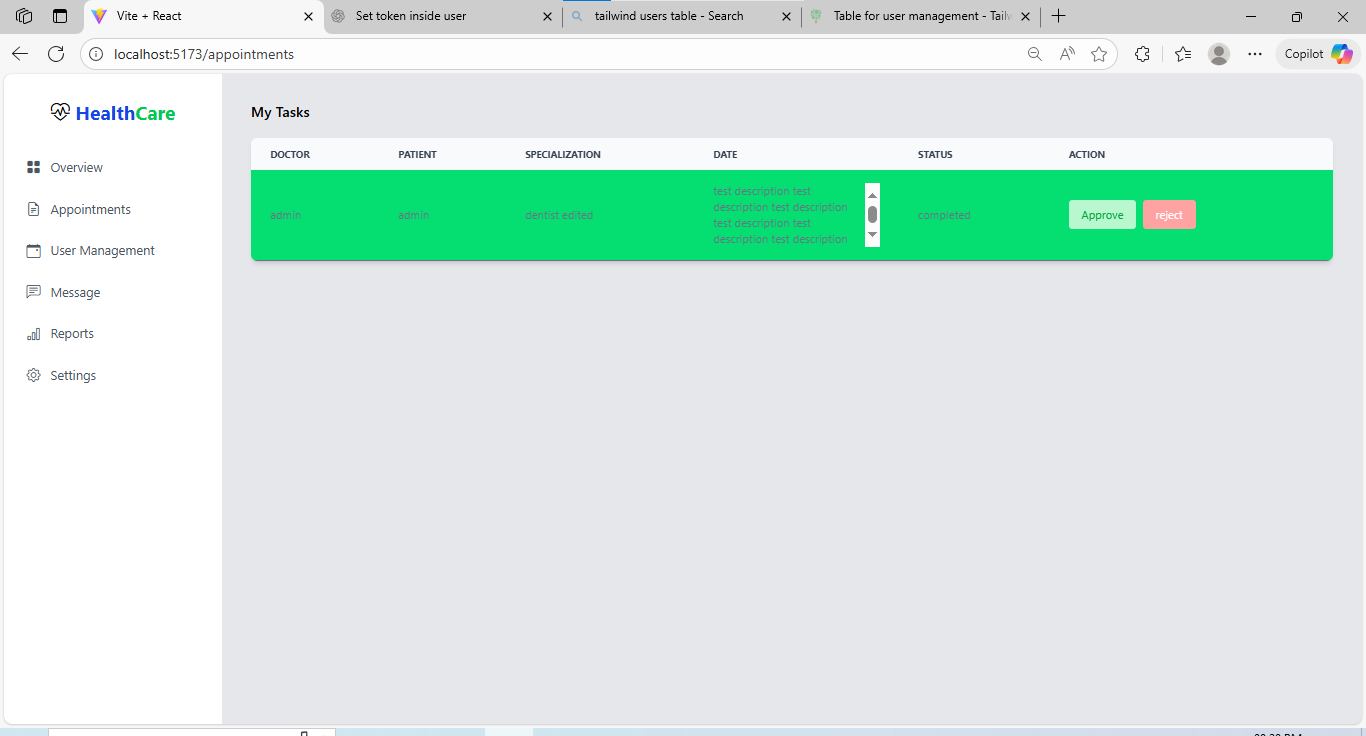 Vite + React
Set token inside user
tailwind users table - Search
Table for user management - Tailw
localhost:5173/appointments
Copilot
HealthCare
Overview
Appointments
User Management
Message
Reports
Settings
My Tasks
DOCTOR PATIENT SPECIALIZATION DATE STATUS ACTION
admin admin dentist edited
test description test
description test description
test description test
description test description
completed Approve reject